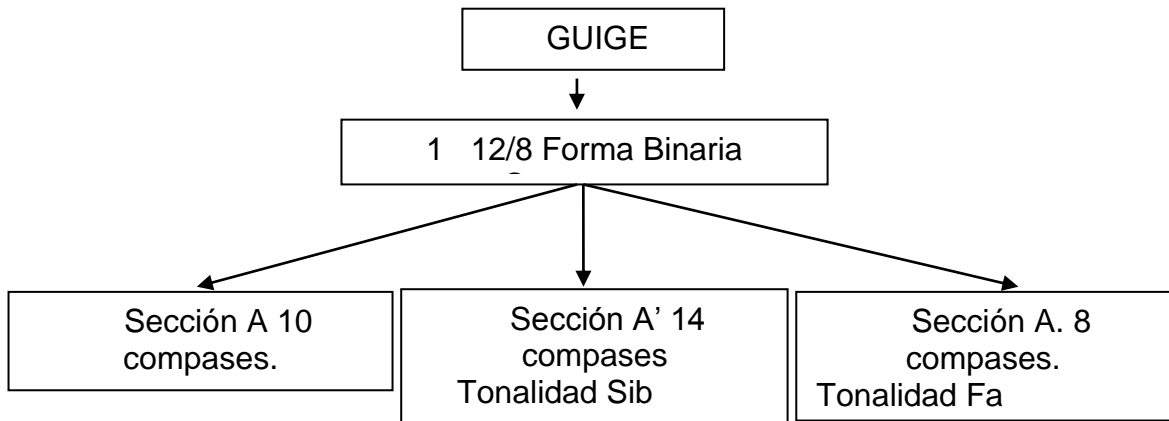 GUIGE
1 12/8 Forma Binaria
Sección A 10
compases.
Sección A’ 14
compases
Tonalidad Sib
Sección A. 8
compases.
Tonalidad Fa